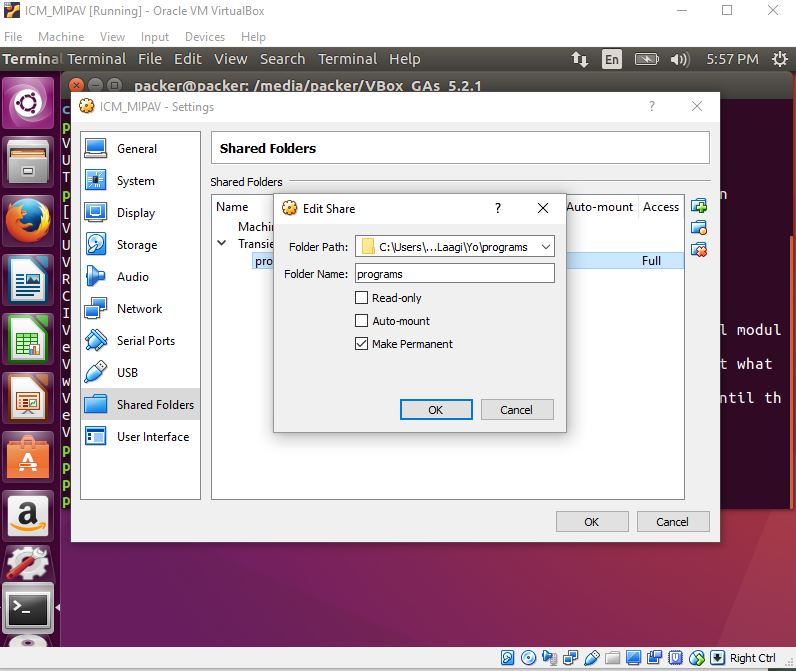 ICM_MIPAV [Running] - Oracle VM VirtualBox
File Machine View Input Devices Help
Terminal Terminal File Edit View Search Terminal Help En 5:57 PM
packer@packer: /media/packer/VBox_GAs_5.2.1
ICM_MIPAV - Settings ?
General
System
Display
Storage
Audio
Network
Serial Ports
USB
Shared Folders
User Interface
Shared Folders
Shared Folders
Name Auto-mount Access
Machin
Transie
pro Full
Edit Share ?
Folder Path: C:\Users\...Laagi\Yo\programs
Folder Name: programs
Read-only
Auto-mount
Make Permanent
OK Cancel
OK Cancel
n
l modul
t what
ntil th
Right Ctrl